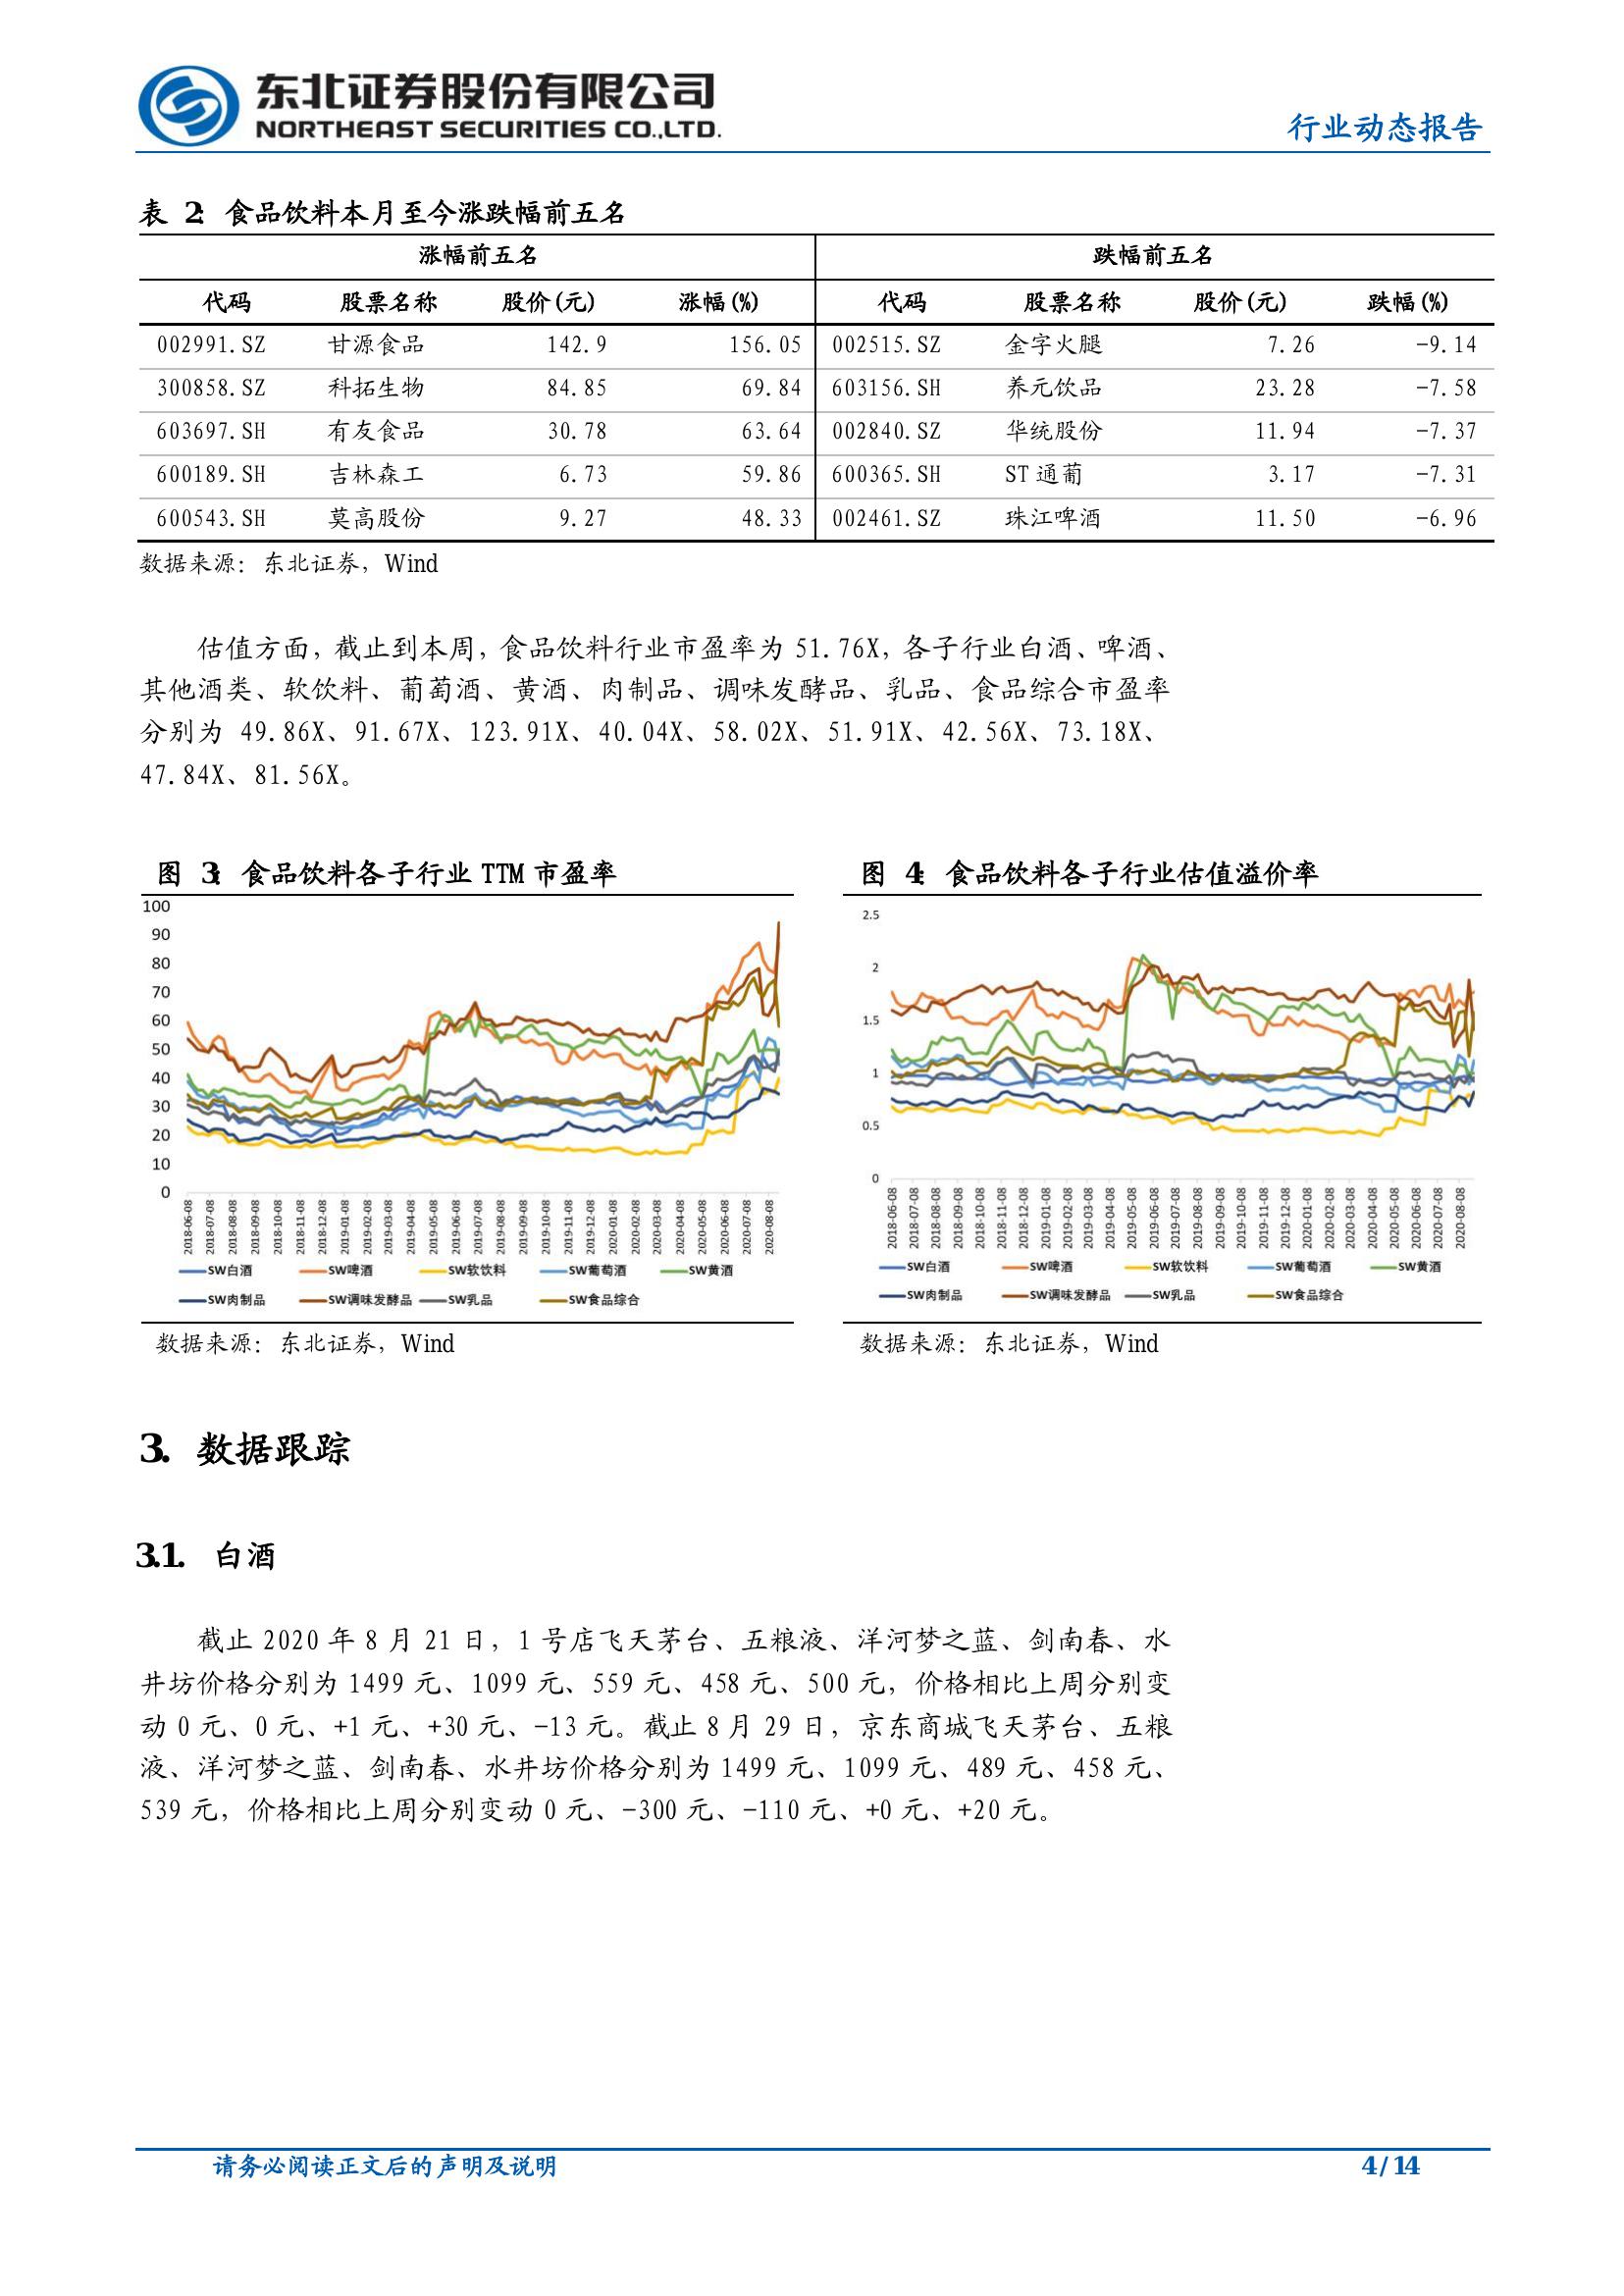 东北证券股份有限公司
NORTHEAST SECURITIES CO.,LTD.
行业动态报告
表 2: 食品饮料本月至今涨跌幅前五名
涨幅前五名 跌幅前五名
代码 股票名称 股价(元) 涨幅(%) 代码 股票名称 股价(元) 跌幅(%)
002991.SZ 甘源食品 142.9 156.05 002515.SZ 金字火腿 7.26 -9.14
300858.SZ 科拓生物 84.85 69.84 603156.SH 养元饮品 23.28 -7.58
603697.SH 有友食品 30.78 63.64 002840.SZ 华统股份 11.94 -7.37
600189.SH 吉林森工 6.73 59.86 600365.SH ST 通葡 3.17 -7.31
600543.SH 莫高股份 9.27 48.33 002461.SZ 珠江啤酒 11.50 -6.96
数据来源：东北证券，Wind
估值方面，截止到本周，食品饮料行业市盈率为 51.76X，各子行业白酒、啤酒、
其他酒类、软饮料、葡萄酒、黄酒、肉制品、调味发酵品、乳品、食品综合市盈率
分别为 49.86X、91.67X、123.91X、40.04X、58.02X、51.91X、42.56X、73.18X、
47.84X、81.56X。
图 3: 食品饮料各子行业 TTM 市盈率
100
90
80
70
60
50
40
30
20
10
0
2018-06-08 2018-07-08 2018-08-08 2018-09-08 2018-10-08 2018-11-08 2018-12-08 2019-01-08 2019-02-08 2019-03-08 2019-04-08 2019-05-08 2019-06-08 2019-07-08 2019-08-08 2019-09-08 2019-10-08 2019-11-08 2019-12-08 2020-01-08 2020-02-08 2020-03-08 2020-04-08 2020-05-08 2020-06-08 2020-07-08 2020-08-08
SW白酒 SW啤酒 SW软饮料 SW葡萄酒 SW黄酒
SW肉制品 SW调味发酵品 SW乳品 SW食品综合
数据来源：东北证券，Wind
图 4: 食品饮料各子行业估值溢价率
2.5
2
1.5
1
0.5
0
2018-06-08 2018-07-08 2018-08-08 2018-09-08 2018-10-08 2018-11-08 2018-12-08 2019-01-08 2019-02-08 2019-03-08 2019-04-08 2019-05-08 2019-06-08 2019-07-08 2019-08-08 2019-09-08 2019-10-08 2019-11-08 2019-12-08 2020-01-08 2020-02-08 2020-03-08 2020-04-08 2020-05-08 2020-06-08 2020-07-08 2020-08-08
SW白酒 SW啤酒 SW软饮料 SW葡萄酒 SW黄酒
SW肉制品 SW调味发酵品 SW乳品 SW食品综合
数据来源：东北证券，Wind
3. 数据跟踪
3.1. 白酒
截止 2020 年 8 月 21 日，1 号店飞天茅台、五粮液、洋河梦之蓝、剑南春、水
井坊价格分别为 1499 元、1099 元、559 元、458 元、500 元，价格相比上周分别变
动 0 元、0 元、+1 元、+30 元、-13 元。截止 8 月 29 日，京东商城飞天茅台、五粮
液、洋河梦之蓝、剑南春、水井坊价格分别为 1499 元、1099 元、489 元、458 元、
539 元，价格相比上周分别变动 0 元、-300 元、-110 元、+0 元、+20 元。
请务必阅读正文后的声明及说明
4 / 14